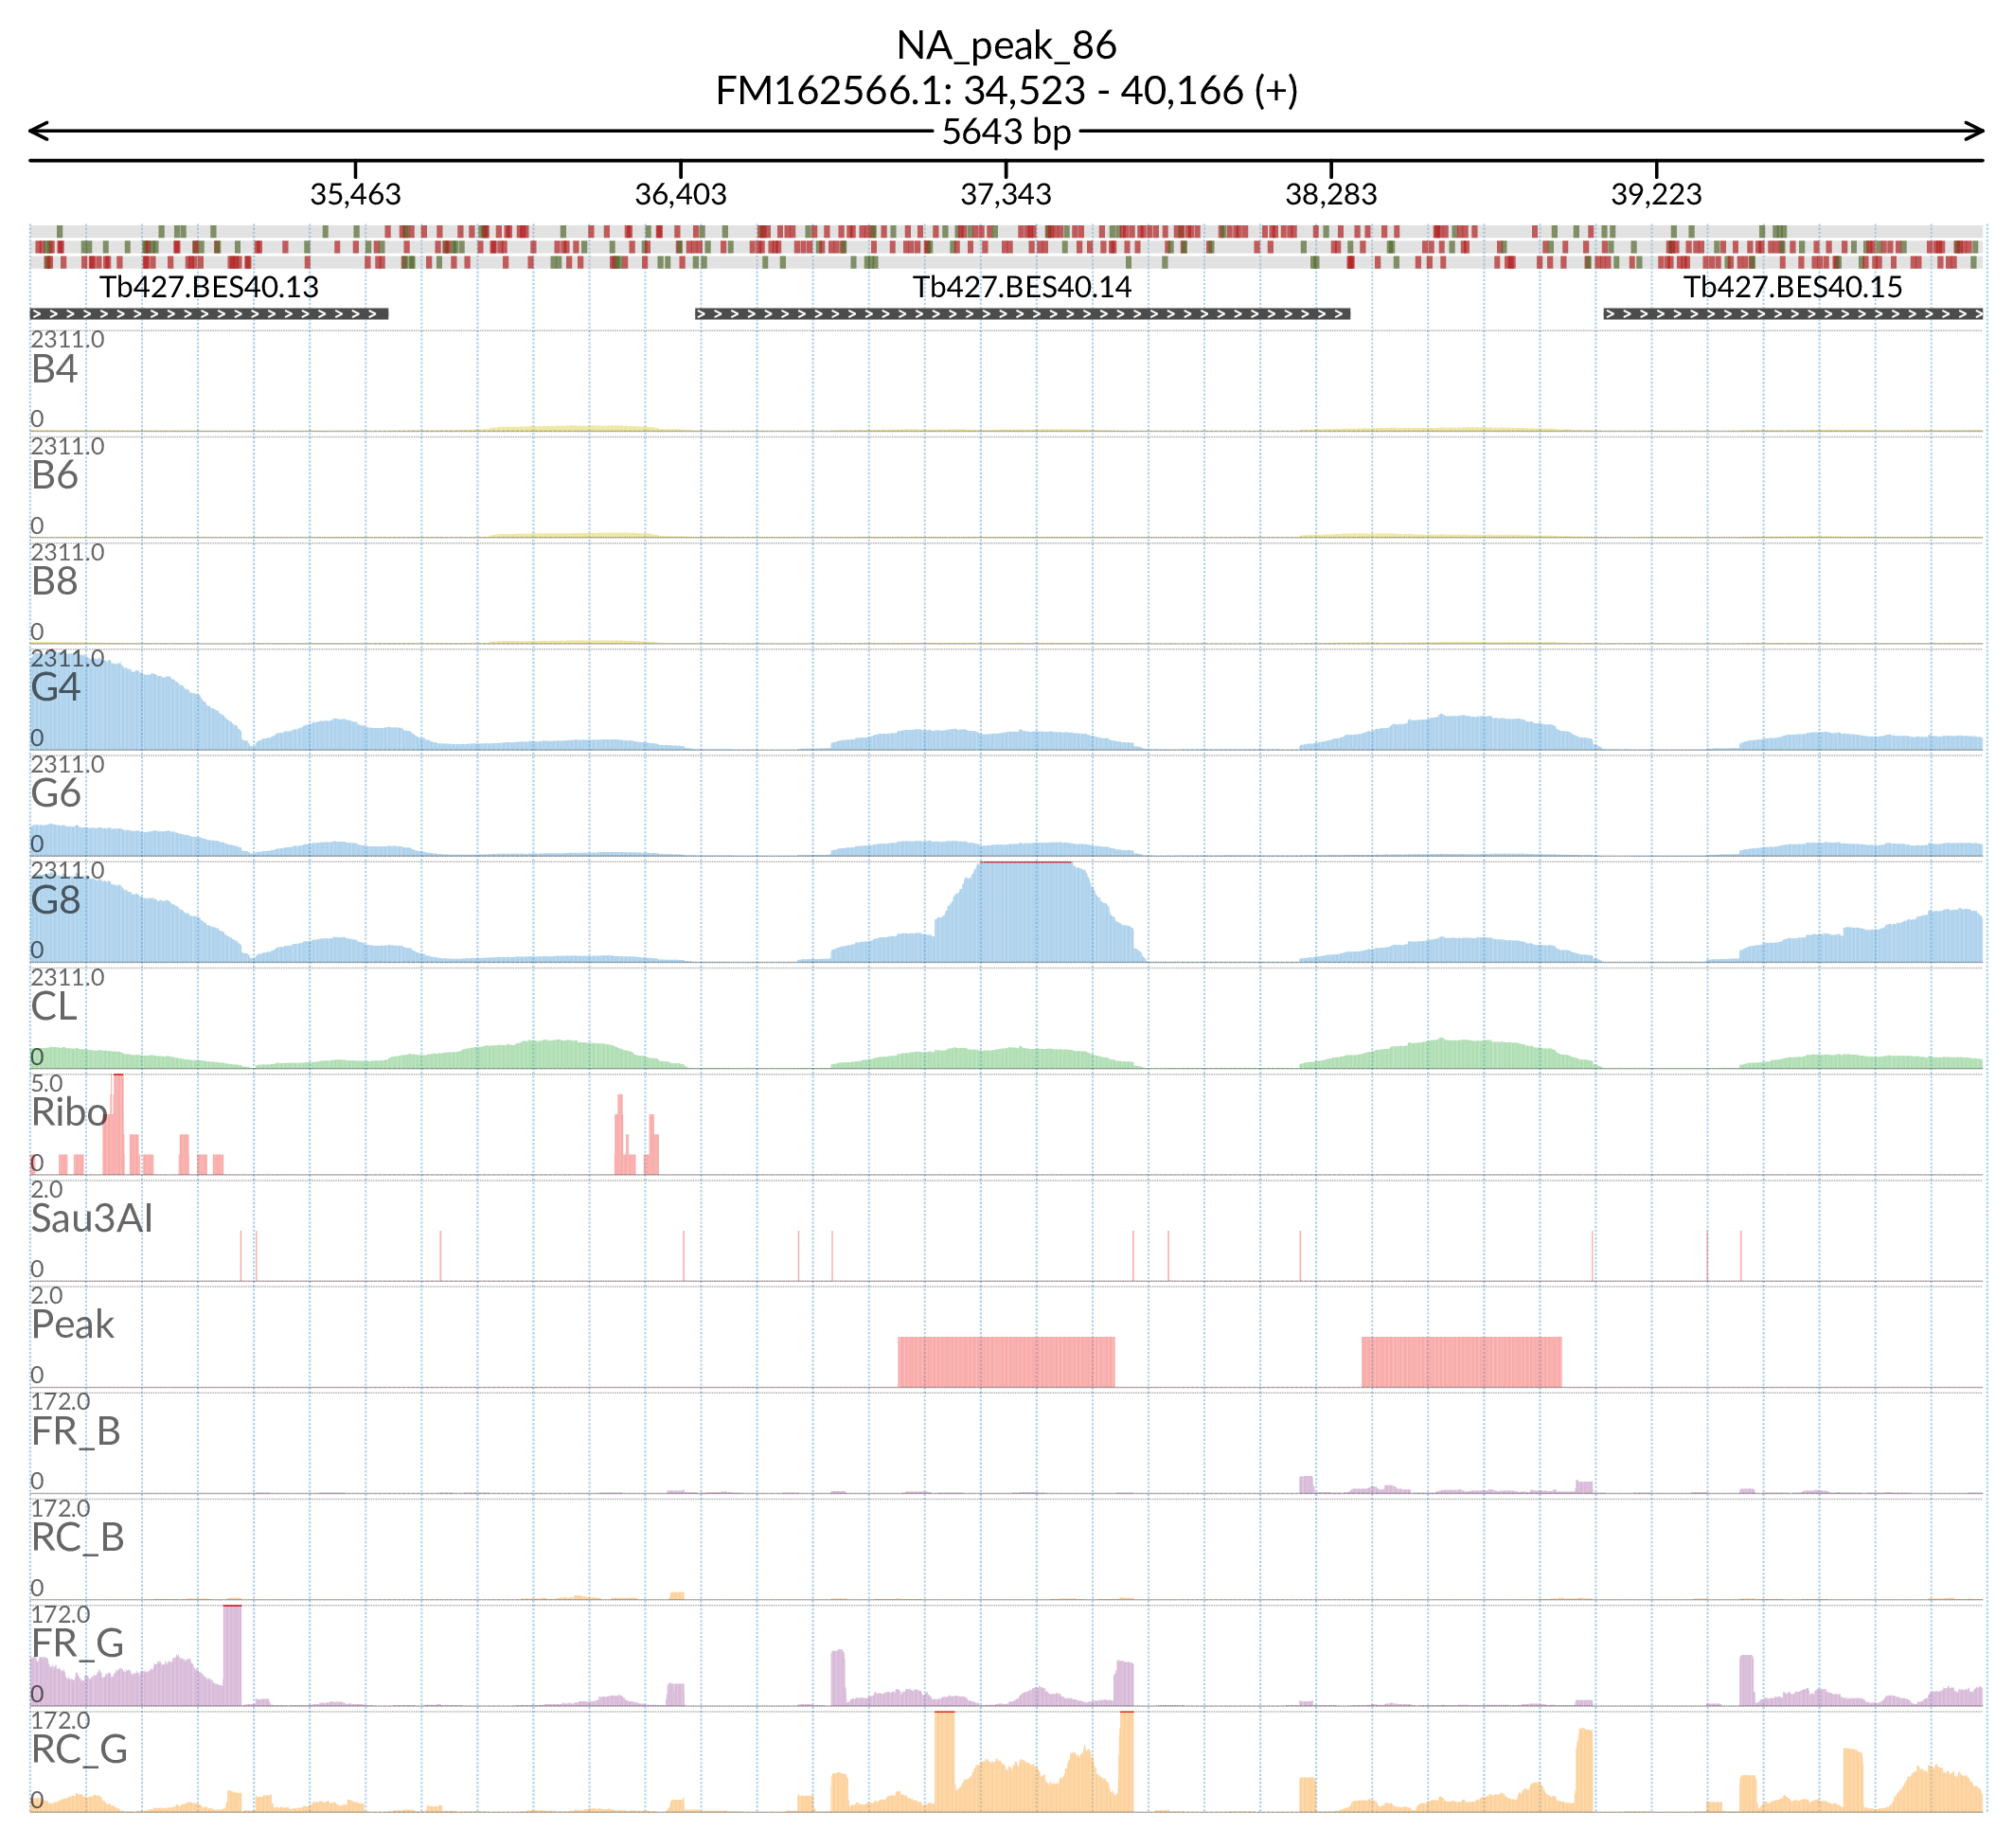 NA_peak_86
FM162566.1: 34,523 - 40,166 (+)
5643 bp
35,463 36,403 37,343 38,283 39,223
Tb427.BES40.13 Tb427.BES40.14 Tb427.BES40.15
2311.0
B4
0
2311.0
B6
0
2311.0
B8
0
2311.0
G4
0
2311.0
G6
0
2311.0
G8
0
2311.0
CL
0
5.0
Ribo
0
2.0
Sau3AI
0
2.0
Peak
0
172.0
FR_B
0
172.0
RC_B
0
172.0
FR_G
0
172.0
RC_G
0